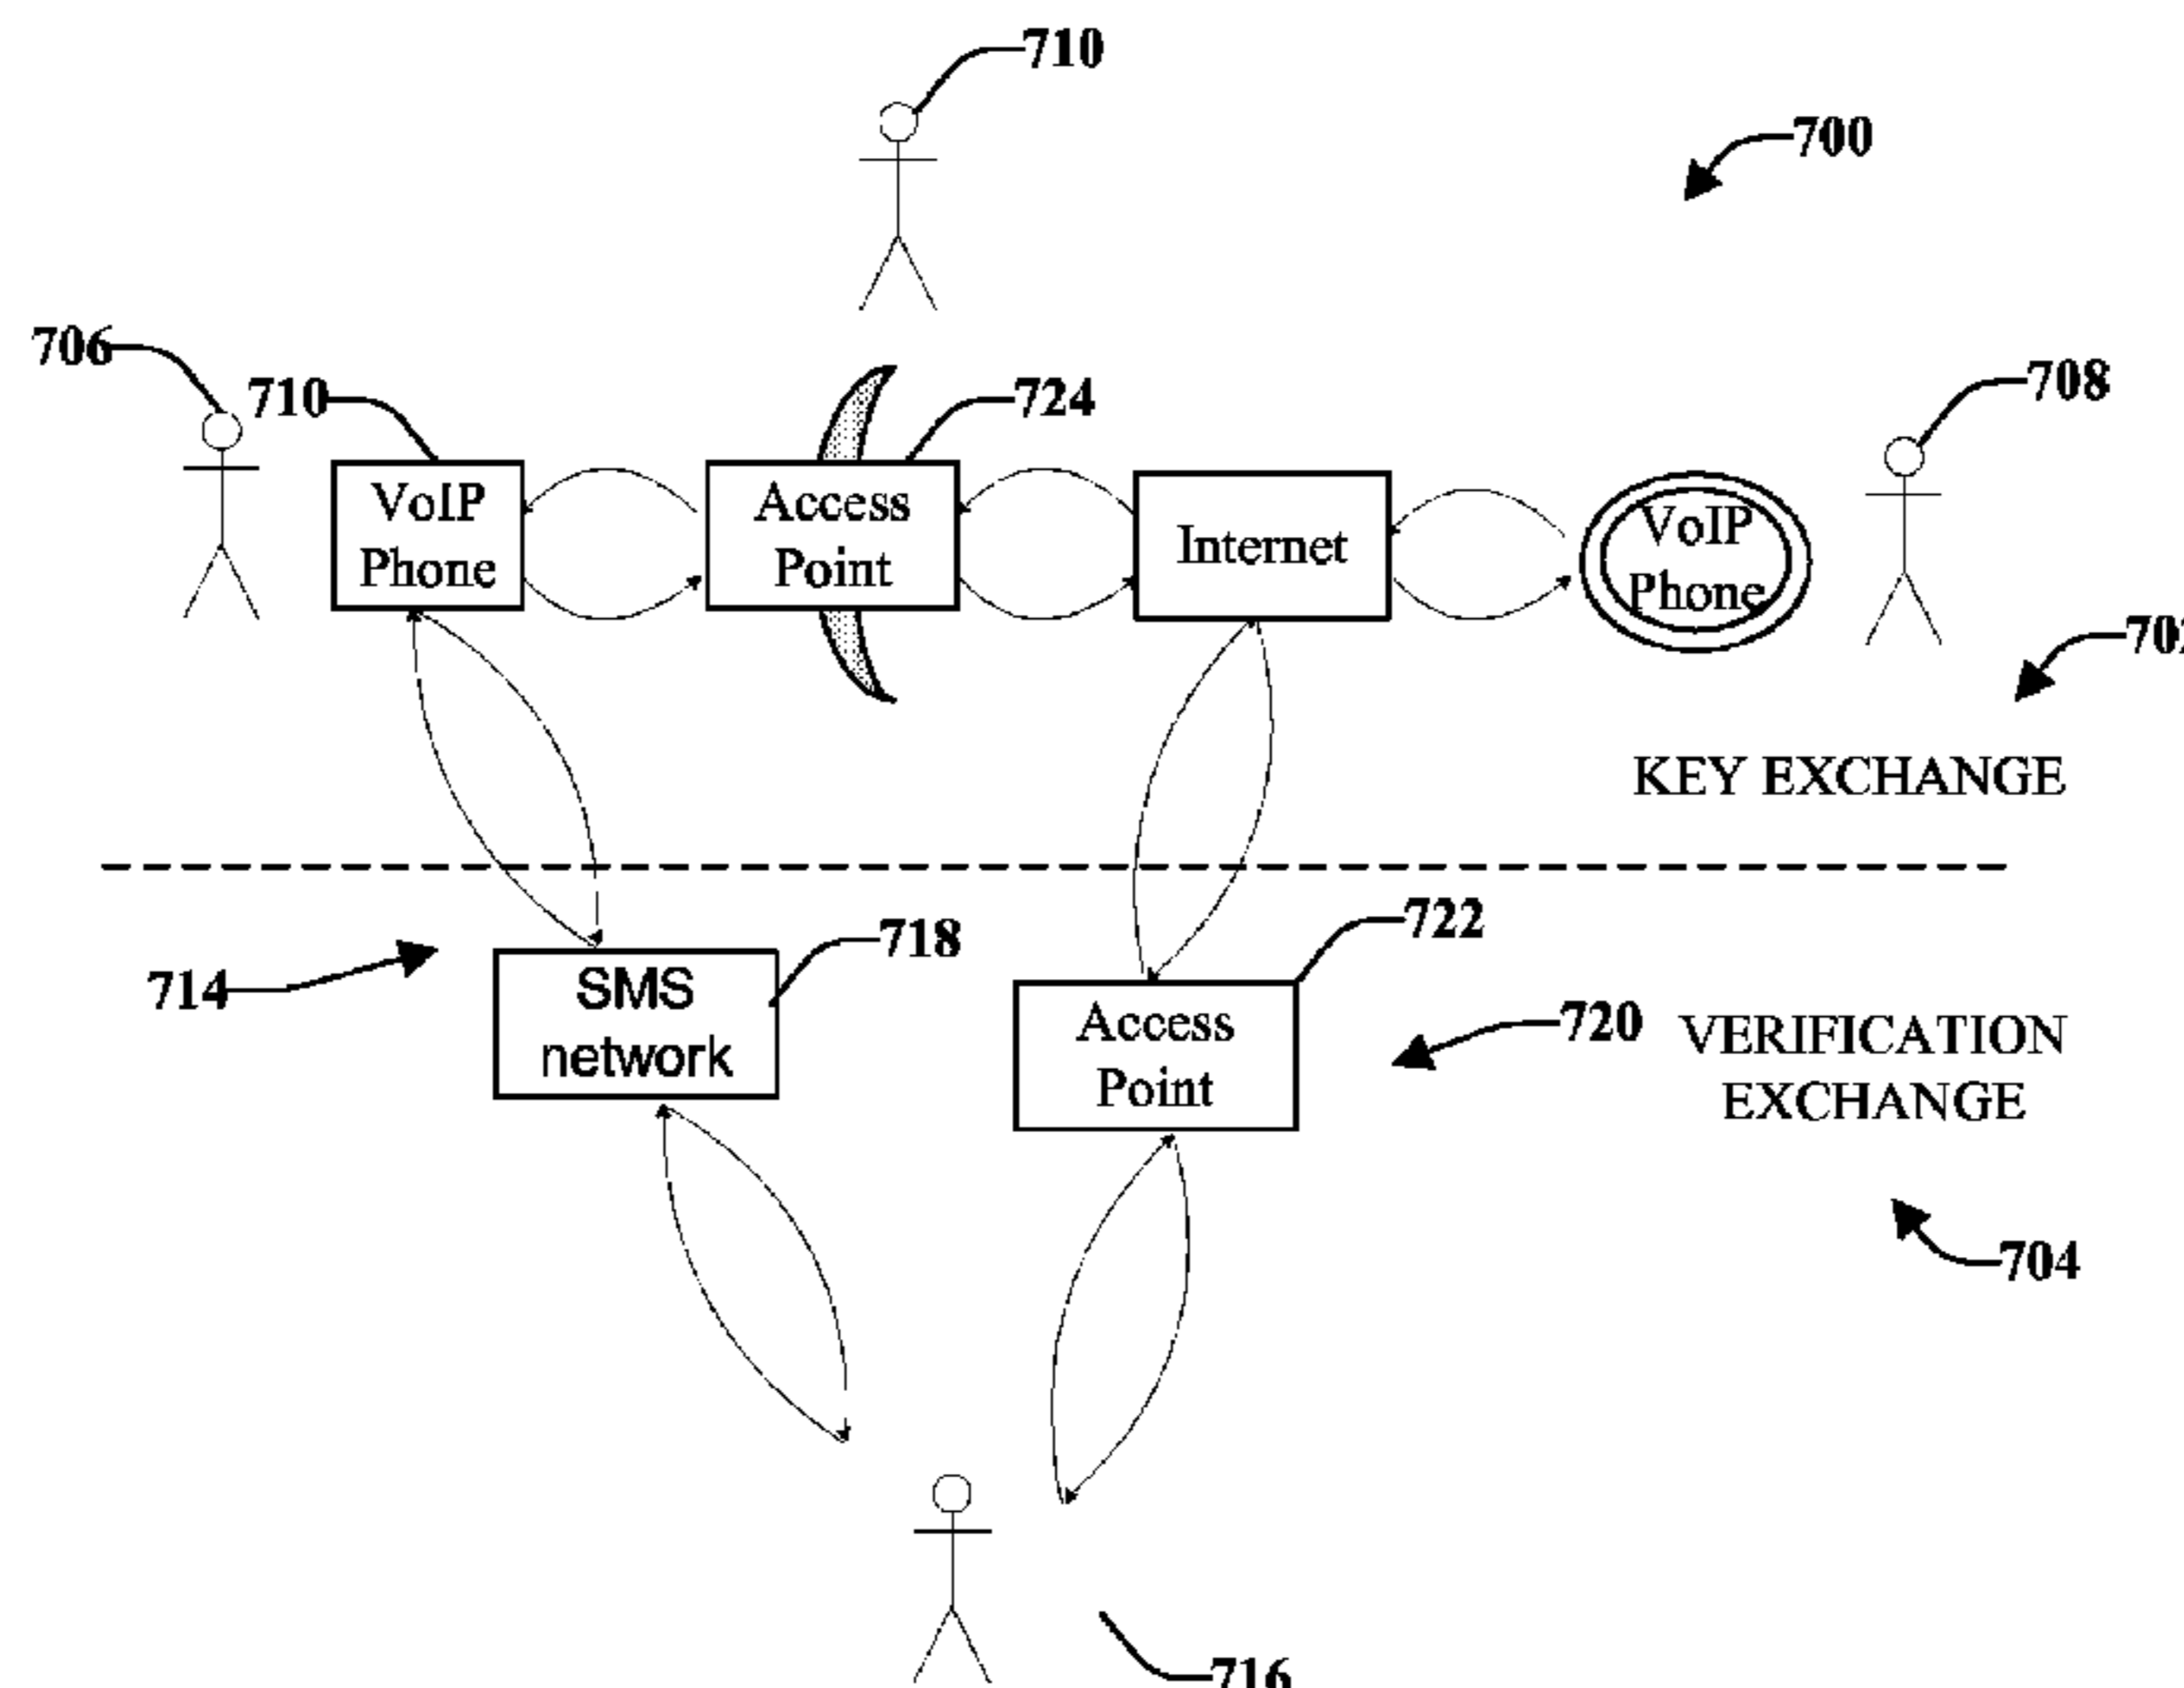 710
700
706
710
724
708
VoIP
Phone
Access
Point
Internet
VoIP
Phone
KEY EXCHANGE
714
SMS
network
718
Access
Point
722
720
VERIFICATION
EXCHANGE
704
716